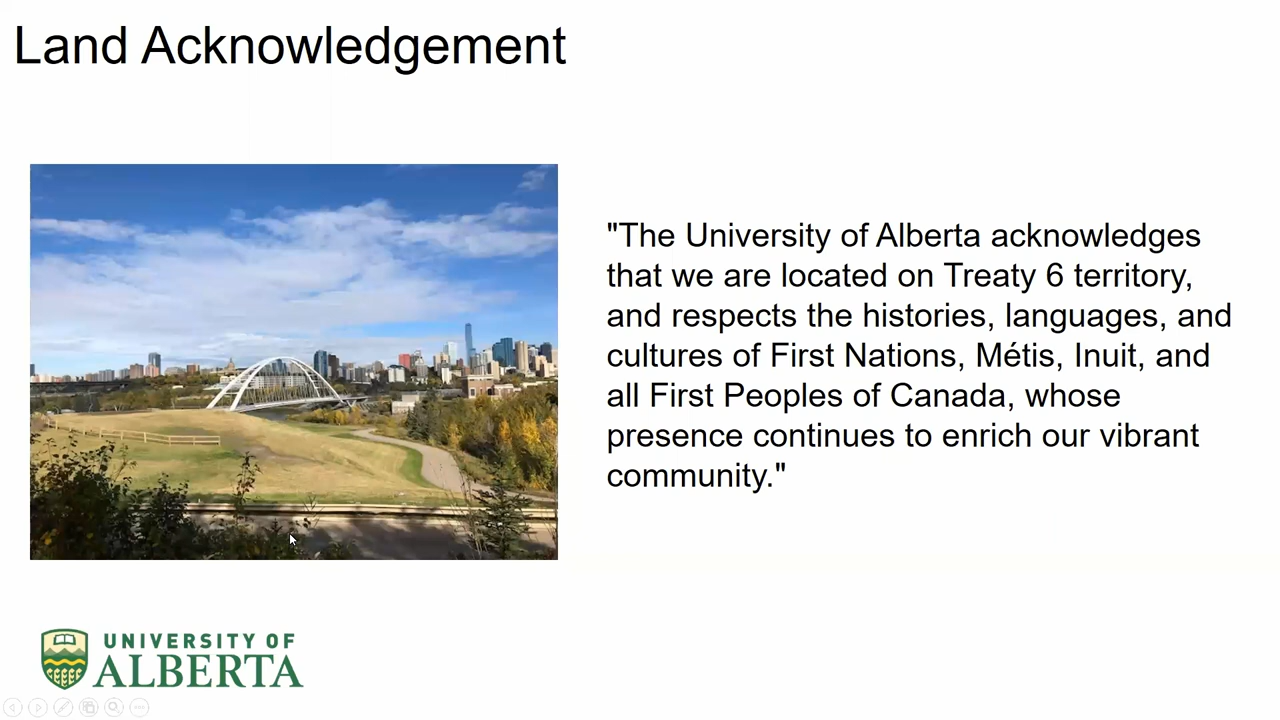 Land Acknowledgement
"The University of Alberta acknowledges
that we are located on Treaty 6 territory,
and respects the histories, languages, and
cultures of First Nations, Métis, Inuit, and
all First Peoples of Canada, whose
presence continues to enrich our vibrant
community."
UNIVERSITY OF
ALBERTA